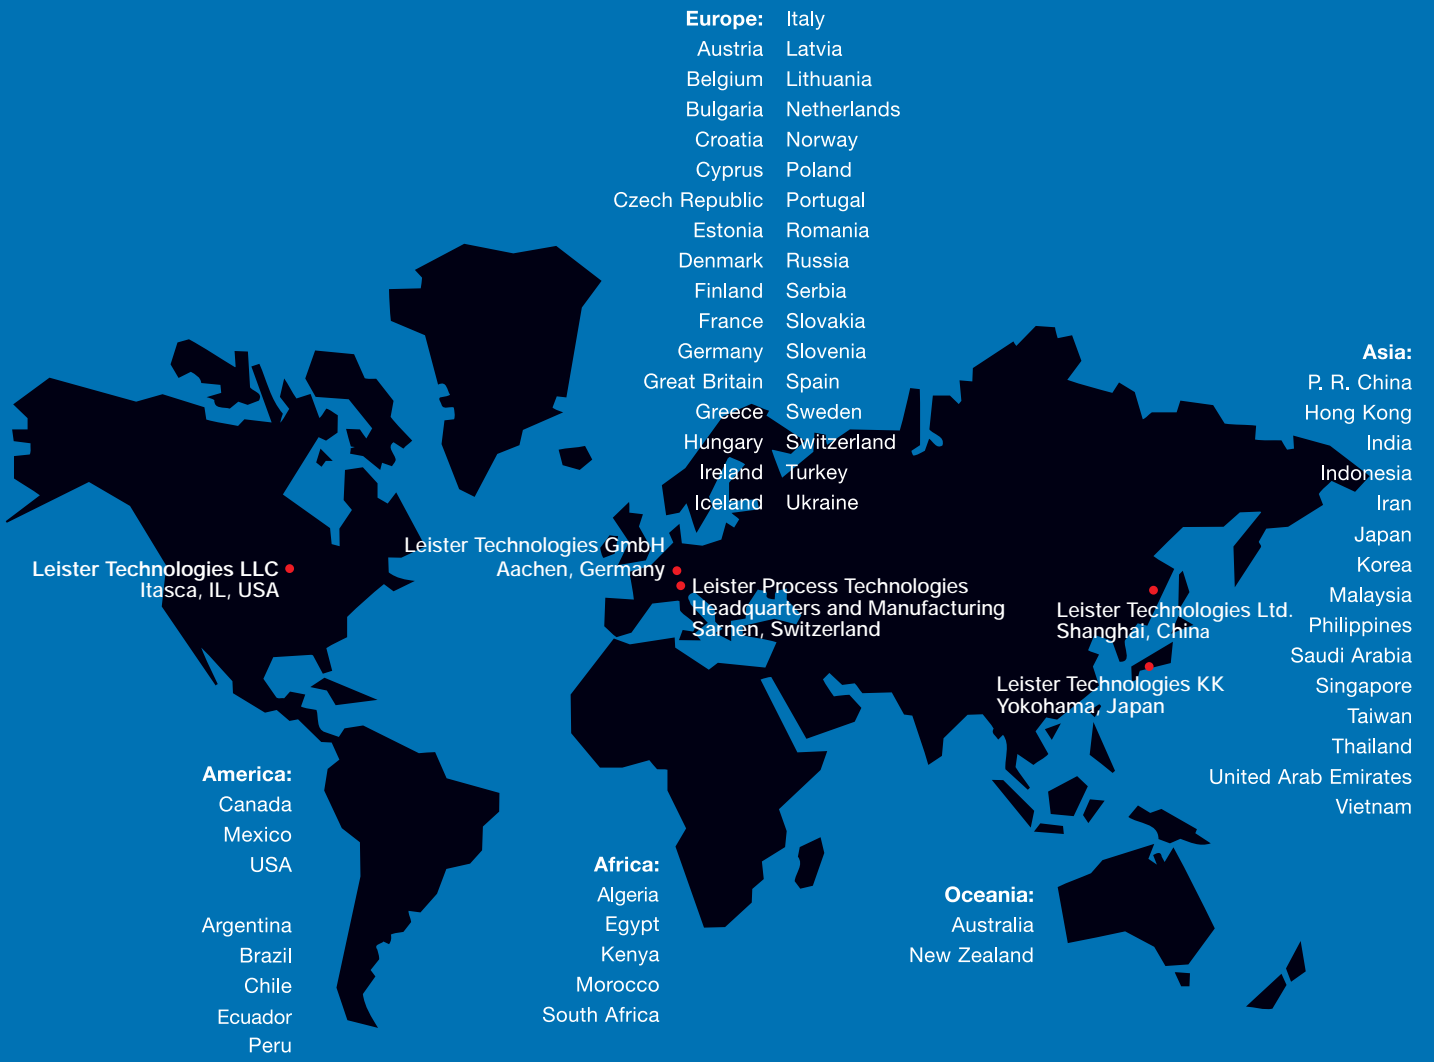 Europe:
Austria
Belgium
Bulgaria
Croatia
Cyprus
Czech Republic
Estonia
Denmark
Finland
France
Germany
Great Britain
Greece
Hungary
Ireland
Iceland
Italy
Latvia
Lithuania
Netherlands
Norway
Poland
Portugal
Romania
Russia
Serbia
Slovakia
Slovenia
Spain
Sweden
Switzerland
Turkey
Ukraine
Asia:
P. R. China
Hong Kong
India
Indonesia
Iran
Japan
Korea
Malaysia
Philippines
Saudi Arabia
Singapore
Taiwan
Thailand
United Arab Emirates
Vietnam
Leister Technologies LLC
Itasca, IL, USA
Leister Technologies GmbH
Aachen, Germany
Leister Process Technologies
Headquarters and Manufacturing
Sarnen, Switzerland
Leister Technologies Ltd.
Shanghai, China
Leister Technologies KK
Yokohama, Japan
America:
Canada
Mexico
USA
Argentina
Brazil
Chile
Ecuador
Peru
Africa:
Algeria
Egypt
Kenya
Morocco
South Africa
Oceania:
Australia
New Zealand